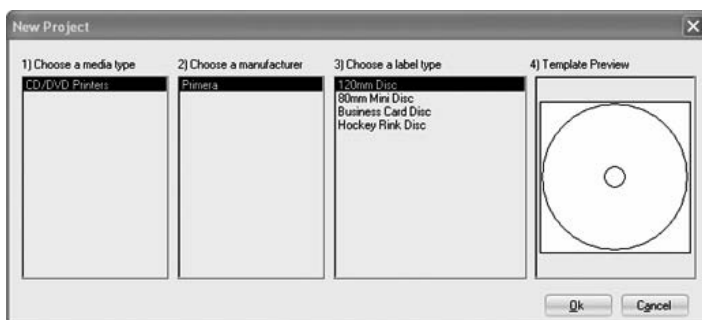 New Project
1) Choose a media type
2) Choose a manufacturer
3) Choose a label type
4) Template Preview
CD/DVD Printers
Primera
120mm Disc
80mm Mini Disc
Business Card Disc
Hockey Rink Disc
Ok
Cancel